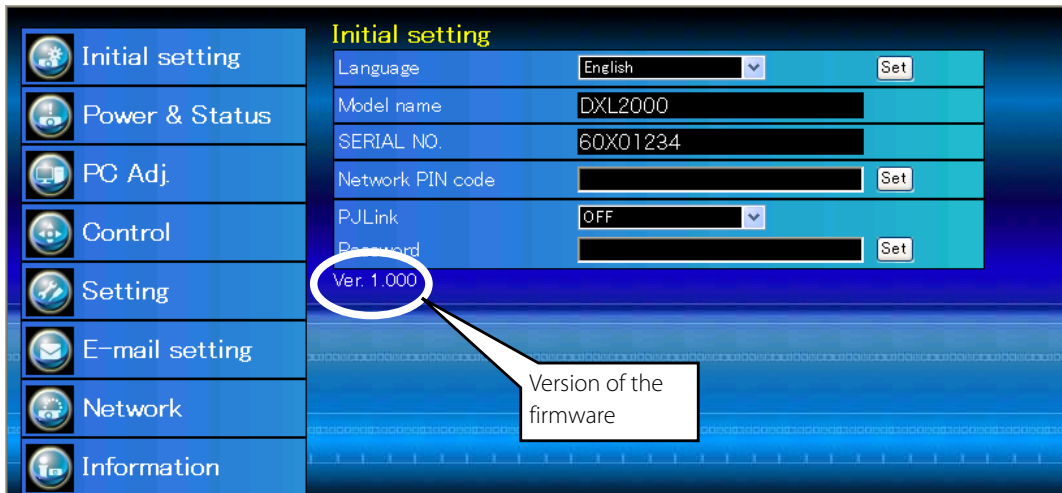 Initial setting
Power & Status
PC Adj.
Control
Setting
E-mail setting
Network
Information
Initial setting
Language English Set
Model name DXL2000
SERIAL NO. 60X01234
Network PIN code Set
PJLink OFF
Password Set
Ver. 1.000
Version of the
firmware